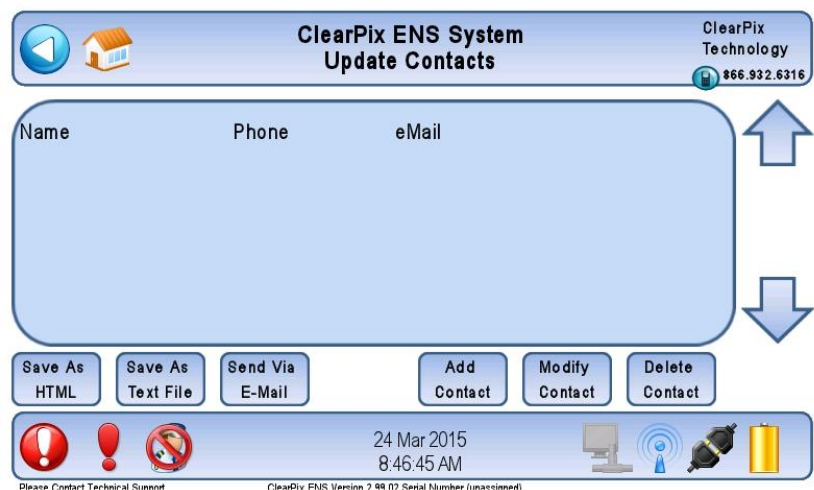 ClearPix ENS System
Update Contacts
ClearPix
Technology
866.932.6316
Name Phone eMail
Save As
HTML
Save As
Text File
Send Via
E-Mail
Add
Contact
Modify
Contact
Delete
Contact
24 Mar 2015
8:46:45 AM
Please Contact Technical Support
ClearPix ENS Version 2.99.02 Serial Number (unassigned)